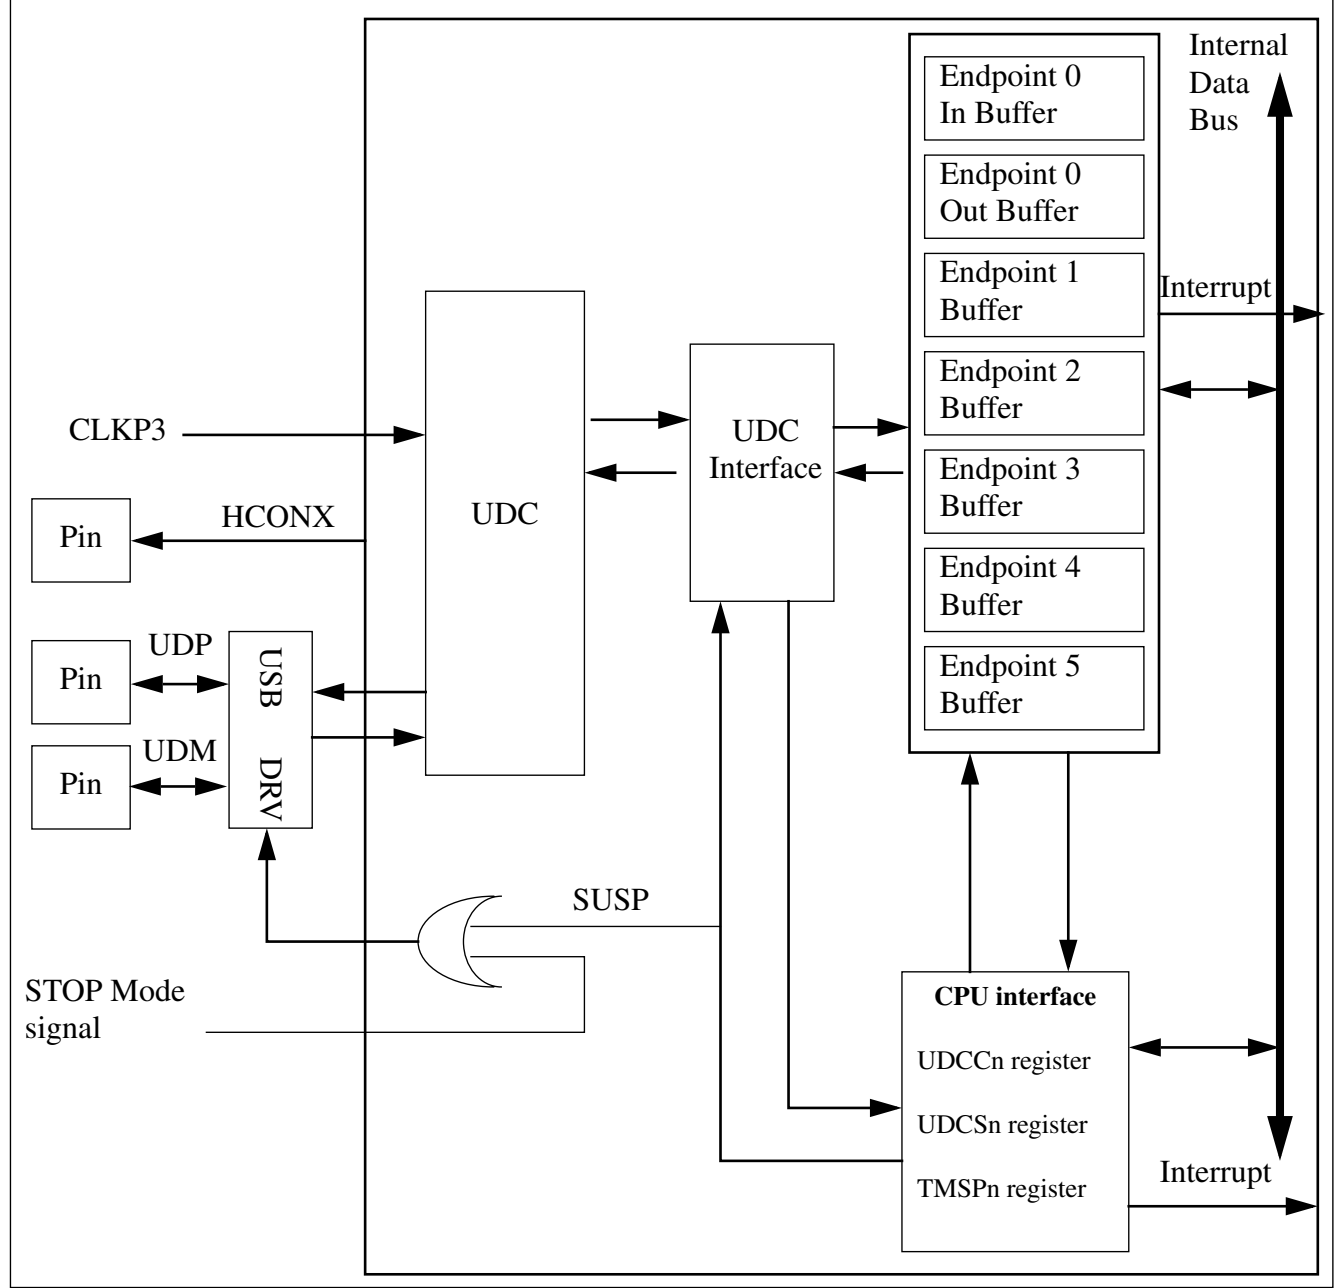 Internal
Data
Bus
Endpoint 0
In Buffer
Endpoint 0
Out Buffer
Endpoint 1
Buffer
Interrupt
Endpoint 2
Buffer
CLKP3
UDC
Interface
Endpoint 3
Buffer
Pin
HCONX
UDC
Endpoint 4
Buffer
Pin
UDP
USB DRV
Endpoint 5
Buffer
Pin
UDM
SUSP
STOP Mode
signal
CPU interface
UDCCn register
UDCSn register
TMSPn register
Interrupt